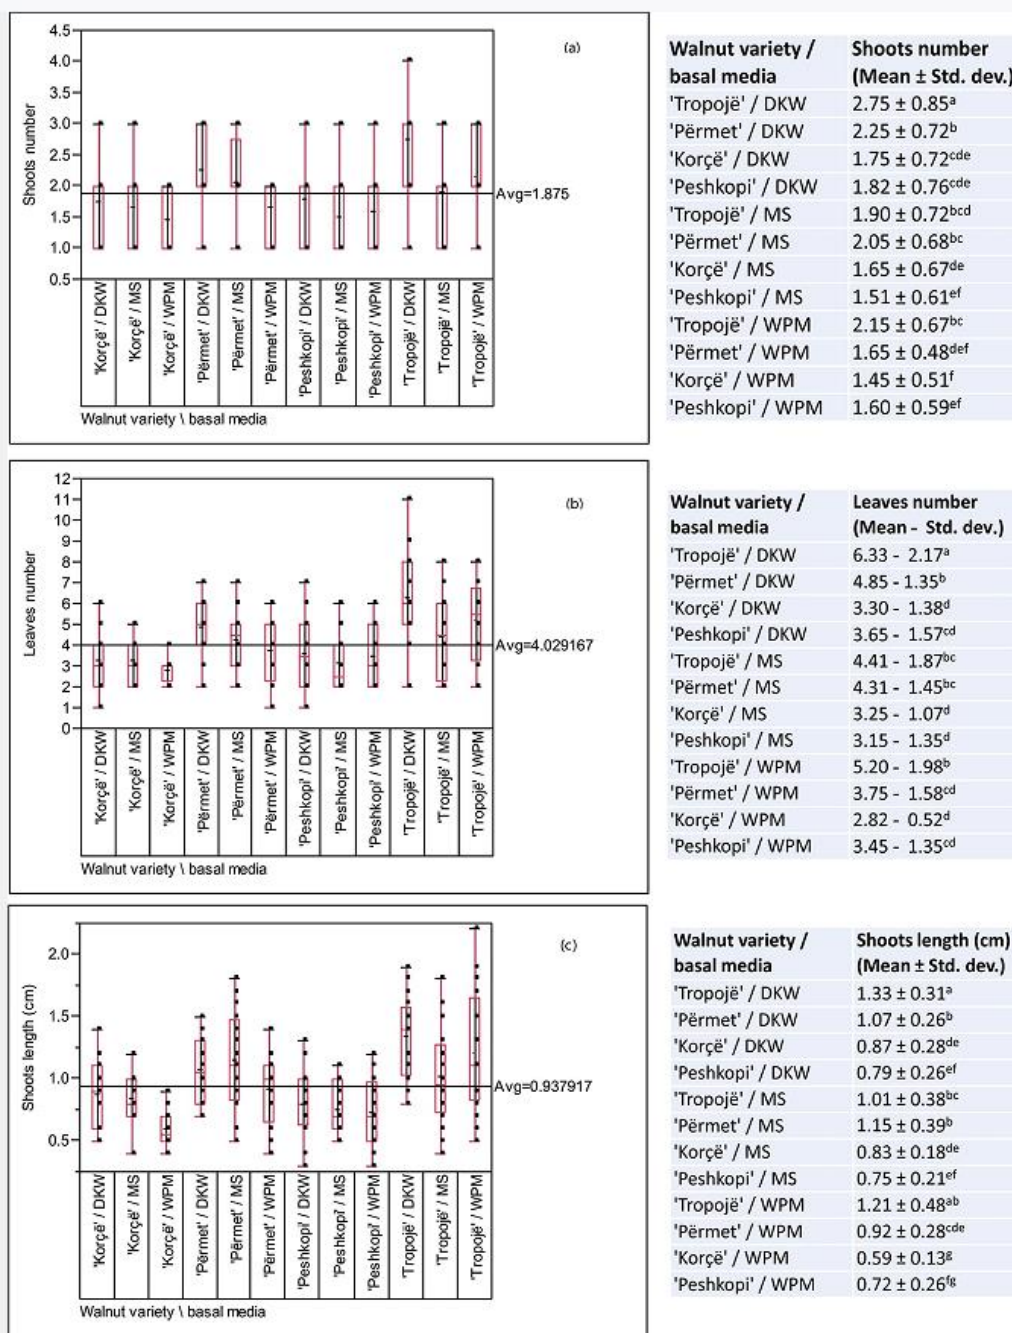 (a)
Shoots number
4.5
4.0
3.5
3.0
2.5
2.0
1.5
1.0
0.5
Avg=1.875
'Korçë' / DKW
'Korçë' / MS
'Korçë' / WPM
'Përmet' / DKW
'Përmet' / MS
'Përmet' / WPM
'Peshkopi' / DKW
'Peshkopi' / MS
'Peshkopi' / WPM
'Tropojë' / DKW
'Tropojë' / MS
'Tropojë' / WPM
Walnut variety \ basal media
Walnut variety / Shoots number
basal media (Mean ± Std. dev.)
'Tropojë' / DKW 2.75 ± 0.85ᵃ
'Përmet' / DKW 2.25 ± 0.72ᵇ
'Korçë' / DKW 1.75 ± 0.72ᶜᵈᵉ
'Peshkopi' / DKW 1.82 ± 0.76ᶜᵈᵉ
'Tropojë' / MS 1.90 ± 0.72ᵇᶜᵈ
'Përmet' / MS 2.05 ± 0.68ᵇᶜ
'Korçë' / MS 1.65 ± 0.67ᵈᵉ
'Peshkopi' / MS 1.51 ± 0.61ᵉᶠ
'Tropojë' / WPM 2.15 ± 0.67ᵇᶜ
'Përmet' / WPM 1.65 ± 0.48ᵈᵉᶠ
'Korçë' / WPM 1.45 ± 0.51ᶠ
'Peshkopi' / WPM 1.60 ± 0.59ᵉᶠ
(b)
Leaves number
12
11
10
9
8
7
6
5
4
3
2
1
0
Avg=4.029167
'Korçë' / DKW
'Korçë' / MS
'Korçë' / WPM
'Përmet' / DKW
'Përmet' / MS
'Përmet' / WPM
'Peshkopi' / DKW
'Peshkopi' / MS
'Peshkopi' / WPM
'Tropojë' / DKW
'Tropojë' / MS
'Tropojë' / WPM
Walnut variety \ basal media
Walnut variety / Leaves number
basal media (Mean - Std. dev.)
'Tropojë' / DKW 6.33 - 2.17ᵃ
'Përmet' / DKW 4.85 - 1.35ᵇ
'Korçë' / DKW 3.30 - 1.38ᵈ
'Peshkopi' / DKW 3.65 - 1.57ᶜᵈ
'Tropojë' / MS 4.41 - 1.87ᵇᶜ
'Përmet' / MS 4.31 - 1.45ᵇᶜ
'Korçë' / MS 3.25 - 1.07ᵈ
'Peshkopi' / MS 3.15 - 1.35ᵈ
'Tropojë' / WPM 5.20 - 1.98ᵇ
'Përmet' / WPM 3.75 - 1.58ᶜᵈ
'Korçë' / WPM 2.82 - 0.52ᵈ
'Peshkopi' / WPM 3.45 - 1.35ᶜᵈ
(c)
Shoots length (cm)
2.0
1.5
1.0
0.5
Avg=0.937917
'Korçë' / DKW
'Korçë' / MS
'Korçë' / WPM
'Përmet' / DKW
'Përmet' / MS
'Përmet' / WPM
'Peshkopi' / DKW
'Peshkopi' / MS
'Peshkopi' / WPM
'Tropojë' / DKW
'Tropojë' / MS
'Tropojë' / WPM
Walnut variety \ basal media
Walnut variety / Shoots length (cm)
basal media (Mean ± Std. dev.)
'Tropojë' / DKW 1.33 ± 0.31ᵃ
'Përmet' / DKW 1.07 ± 0.26ᵇ
'Korçë' / DKW 0.87 ± 0.28ᵈᵉ
'Peshkopi' / DKW 0.79 ± 0.26ᵉᶠ
'Tropojë' / MS 1.01 ± 0.38ᵇᶜ
'Përmet' / MS 1.15 ± 0.39ᵇ
'Korçë' / MS 0.83 ± 0.18ᵈᵉ
'Peshkopi' / MS 0.75 ± 0.21ᵉᶠ
'Tropojë' / WPM 1.21 ± 0.48ᵃᵇ
'Përmet' / WPM 0.92 ± 0.28ᶜᵈᵉ
'Korçë' / WPM 0.59 ± 0.13ᵍ
'Peshkopi' / WPM 0.72 ± 0.26ᶠᵍ